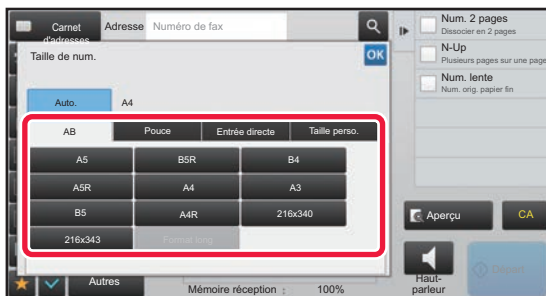 Carnet
d'adresses
Adresse
Numéro de fax
Taille de num.
OK
Auto.
A4
AB
Pouce
Entrée directe
Taille perso.
A5
B5R
B4
A5R
A4
A3
B5
A4R
216x340
216x343
Format long
Autres
Mémoire réception :
100%
Num. 2 pages
Dissocier en 2 pages
N-Up
Plusieurs pages sur une page
Num. lente
Num. orig. papier fin
Aperçu
CA
Haut-
parleur
Départ